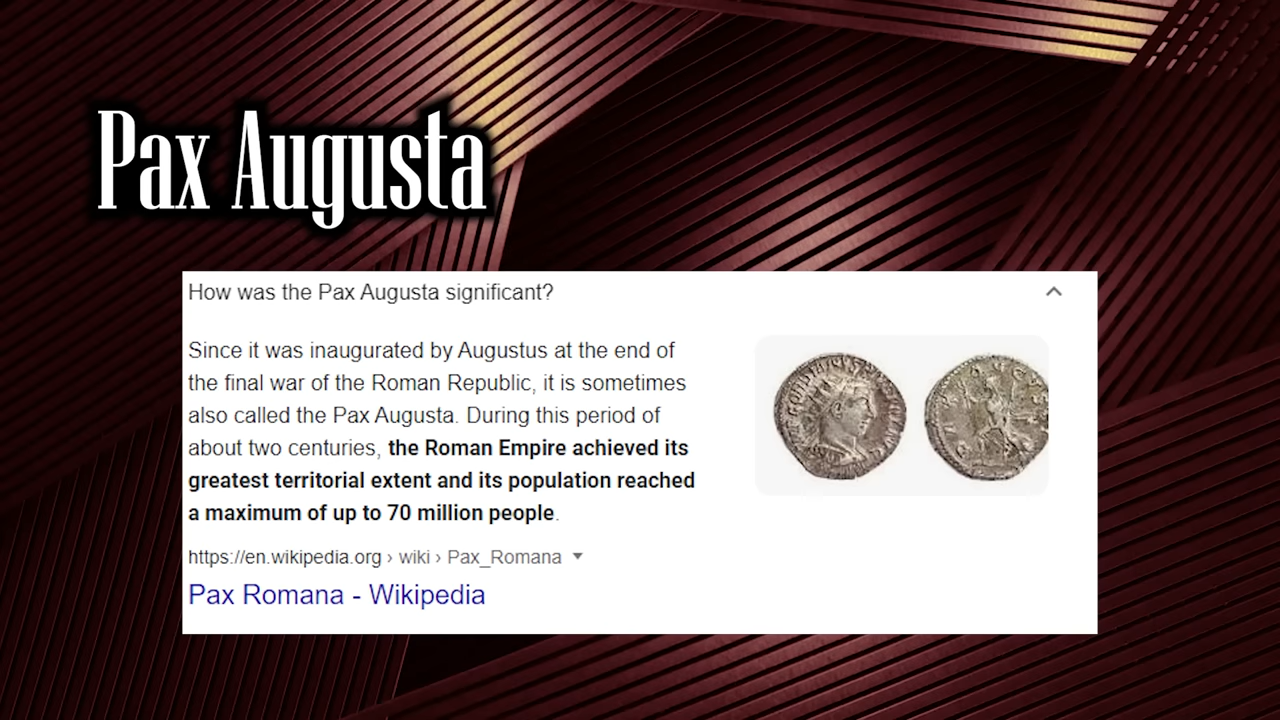 Pax Augusta
How was the Pax Augusta significant?
Since it was inaugurated by Augustus at the end of
the final war of the Roman Republic, it is sometimes
also called the Pax Augusta. During this period of
about two centuries, the Roman Empire achieved its
greatest territorial extent and its population reached
a maximum of up to 70 million people.
https://en.wikipedia.org › wiki › Pax_Romana
Pax Romana - Wikipedia